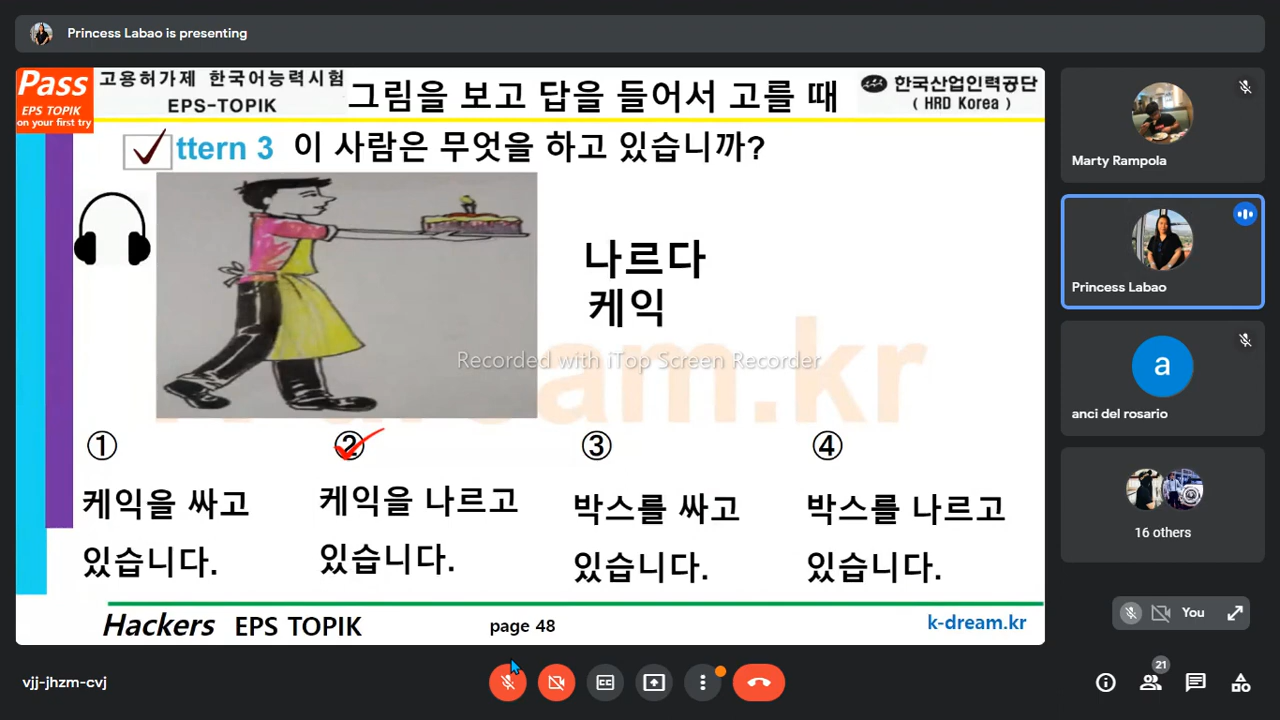 Princess Labao is presenting
Pass
EPS TOPIK
on your first try
고용허가제 한국어능력시험
EPS-TOPIK
그림을 보고 답을 들어서 고를 때
한국산업인력공단
( HRD Korea )
ttern 3 이 사람은 무엇을 하고 있습니까?
나르다
케익
Recorded with iTop Screen Recorder
dream.kr
①
케익을 싸고
있습니다.
②
케익을 나르고
있습니다.
③
박스를 싸고
있습니다.
④
박스를 나르고
있습니다.
Hackers EPS TOPIK
page 48
k-dream.kr
Marty Rampola
Princess Labao
a
anci del rosario
16 others
You
vjj-jhzm-cvj
21